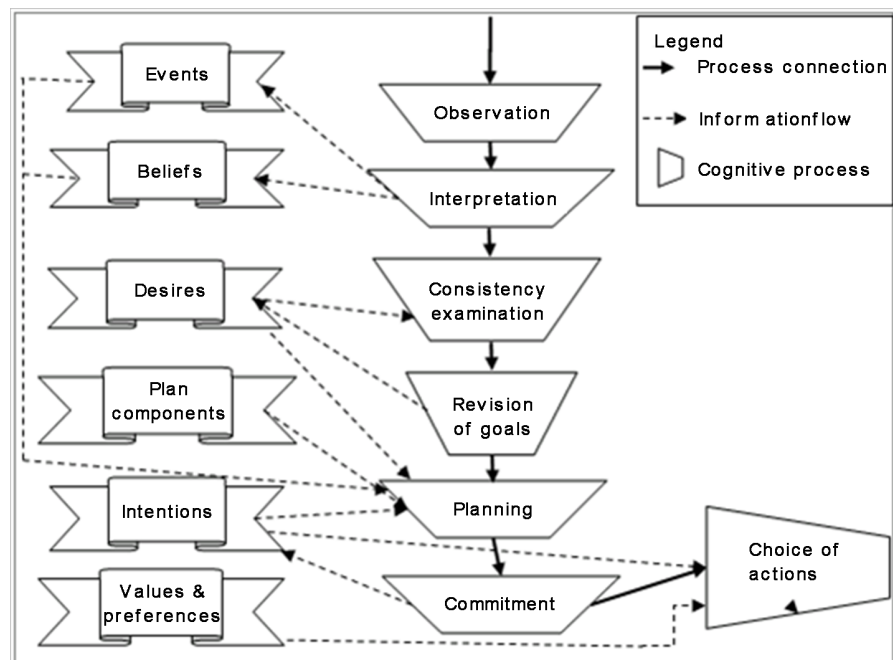 Events
Beliefs
Desires
Plan
components
Intentions
Values &
preferences
Observation
Interpretation
Consistency
examination
Revision
of goals
Planning
Commitment
Choice of
actions
Legend
Process connection
Inform ationflow
Cognitive process